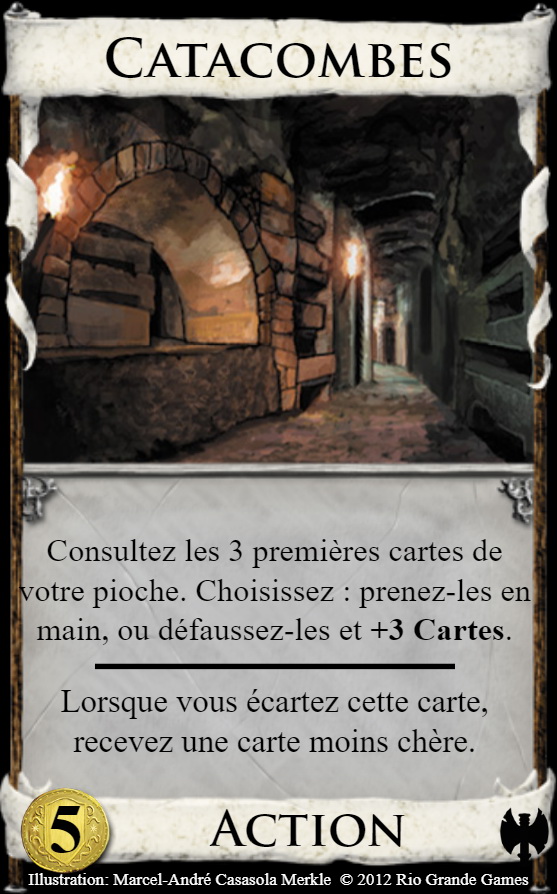 Catacombes
Consultez les 3 premières cartes de
votre pioche. Choisissez : prenez-les en
main, ou défaussez-les et +3 Cartes.
Lorsque vous écartez cette carte,
recevez une carte moins chère.
5
Action
Illustration: Marcel-André Casasola Merkle © 2012 Rio Grande Games